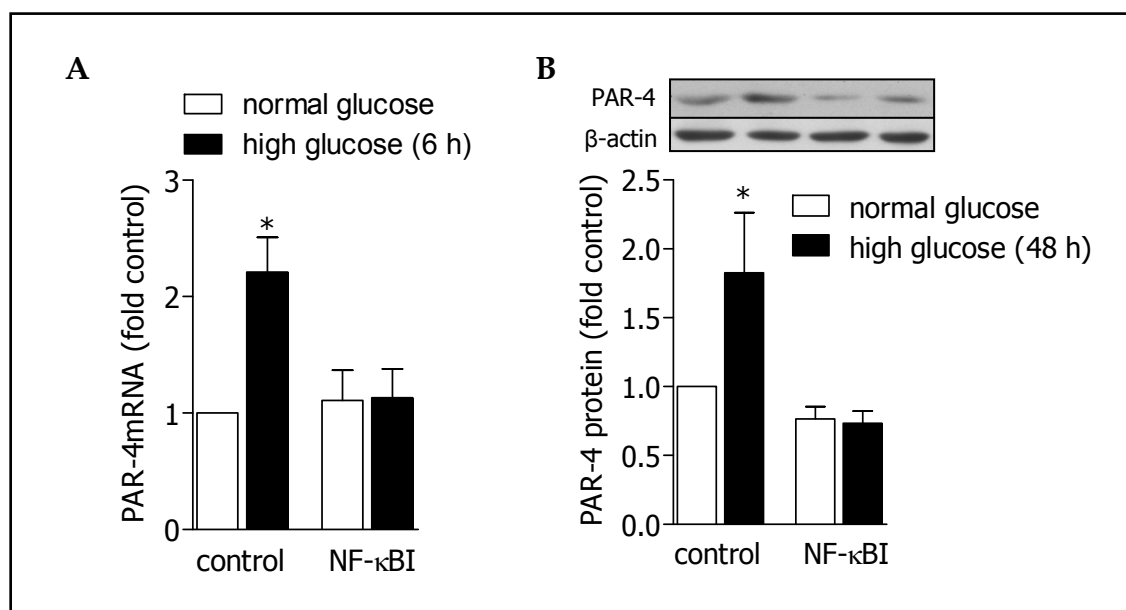 A
normal glucose
high glucose (6 h)
PAR-4mRNA (fold control)
3
2
1
0
*
control
NF-κBI
B
PAR-4
β-actin
normal glucose
high glucose (48 h)
PAR-4 protein (fold control)
2.5
2.0
1.5
1.0
0.5
0.0
*
control
NF-κBI